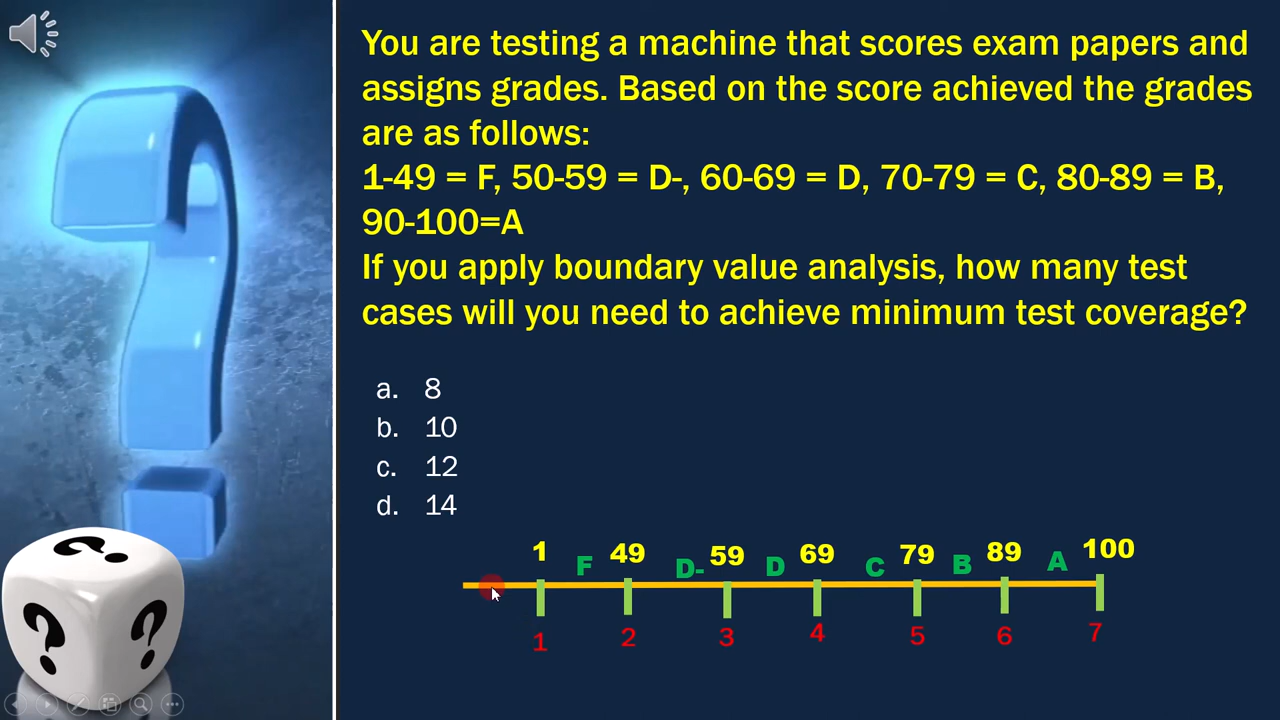 You are testing a machine that scores exam papers and
assigns grades. Based on the score achieved the grades
are as follows:
1-49 = F, 50-59 = D-, 60-69 = D, 70-79 = C, 80-89 = B,
90-100=A
If you apply boundary value analysis, how many test
cases will you need to achieve minimum test coverage?
a. 8
b. 10
c. 12
d. 14
1 F 49 D- 59 D 69 C 79 B 89 A 100
1 2 3 4 5 6 7
? ? ?